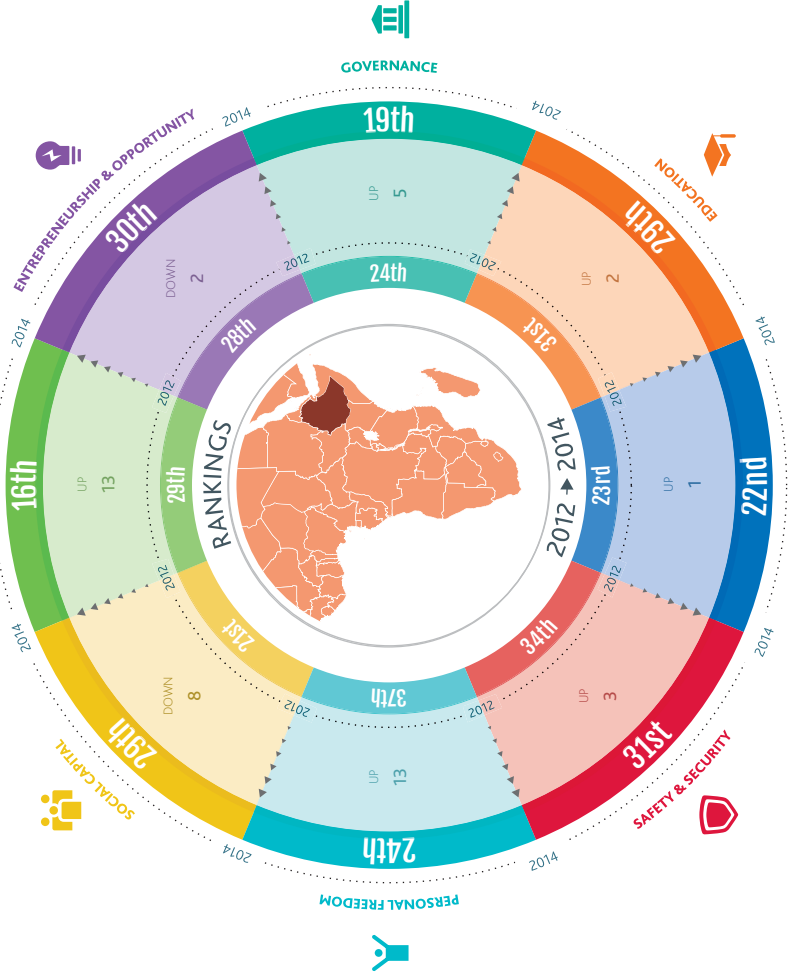 GOVERNANCE
2014
19th
2014
UP
5
2012
24th
2012
EDUCATION
29th
UP
2
31st
2014
2012
22nd
UP
1
23rd
2014
2012
SAFETY & SECURITY
31st
UP
3
34th
2014
2012
PERSONAL FREEDOM
24th
UP
13
37th
2014
2012
SOCIAL CAPITAL
29th
DOWN
8
21st
2014
2012
16th
UP
13
29th
2014
2012
ENTREPRENEURSHIP & OPPORTUNITY
30th
DOWN
2
28th
RANKINGS
2012 ▶ 2014